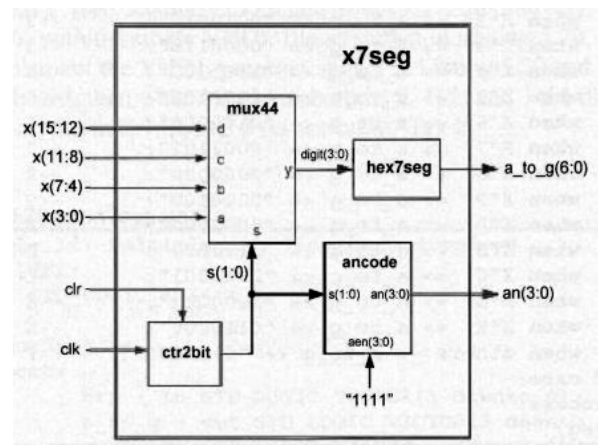 x7seg
mux44
x(15:12)
d
x(11:8)
c
x(7:4)
b
x(3:0)
a
y
s
digit(3:0)
hex7seg
a_to_g(6:0)
s(1:0)
clr
clk
ctr2bit
ancode
s(1:0) an(3:0)
aen(3:0)
an(3:0)
"1111"